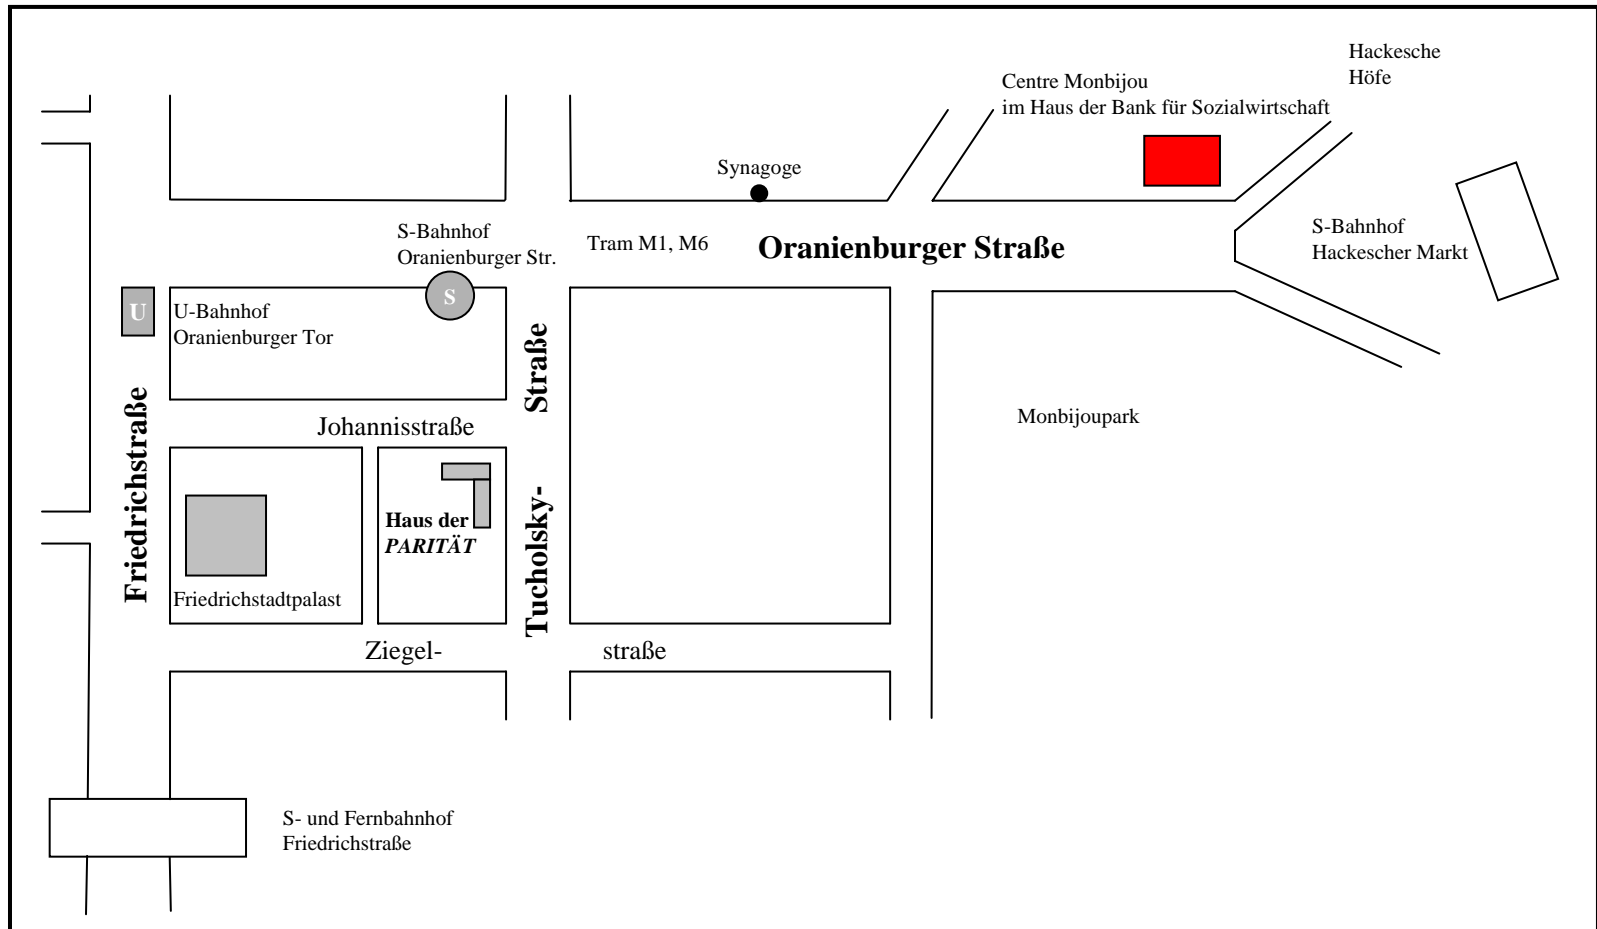 Hackesche
Höfe
Centre Monbijou
im Haus der Bank für Sozialwirtschaft
Synagoge
S-Bahnhof
Oranienburger Str.
Tram M1, M6
Oranienburger Straße
S-Bahnhof
Hackescher Markt
S
U
U-Bahnhof
Oranienburger Tor
Friedrichstraße
Johannisstraße
Tucholsky-
Straße
Monbijoupark
Haus der
PARITÄT
Friedrichstadtpalast
Ziegel-
straße
S- und Fernbahnhof
Friedrichstraße